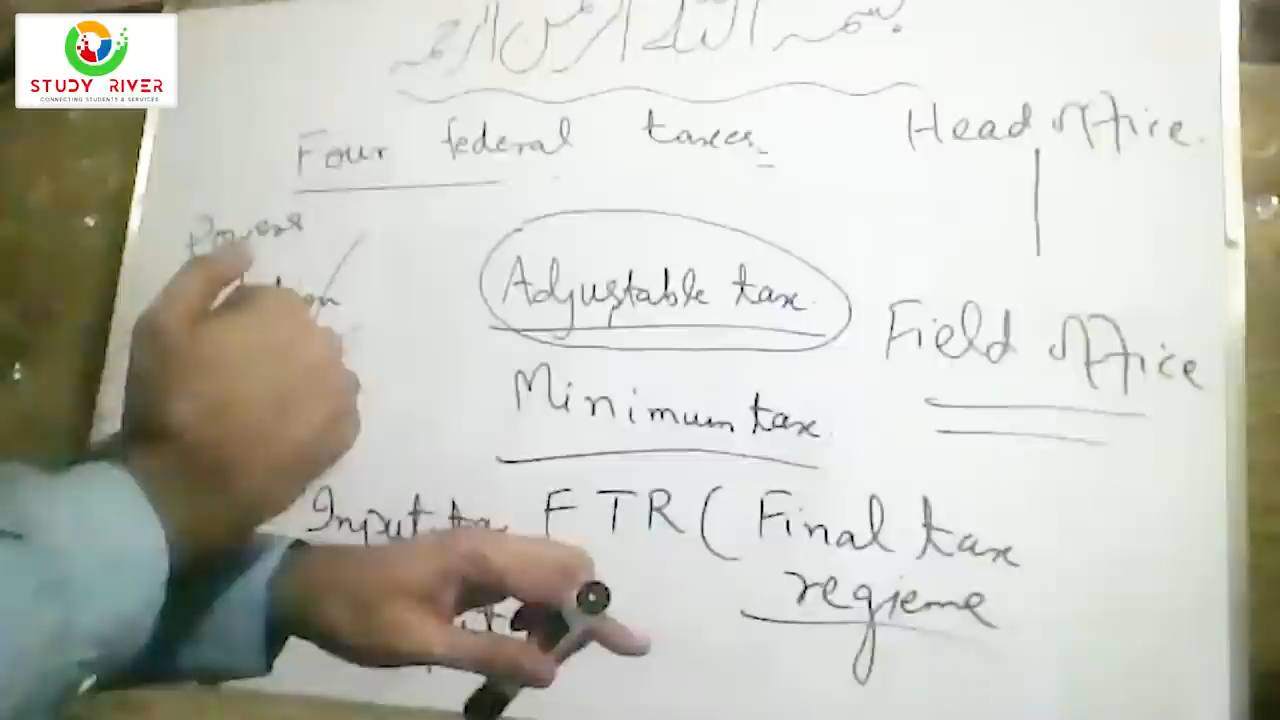 STUDY RIVER
CONNECTING STUDENTS & SERVICES
بسم اللہ الرحمن الرحیم
Four federal taxes
Head office.
Powers
Adjustable tax.
Field office
Minimum tax.
Input
FTR (Final tax
regieme